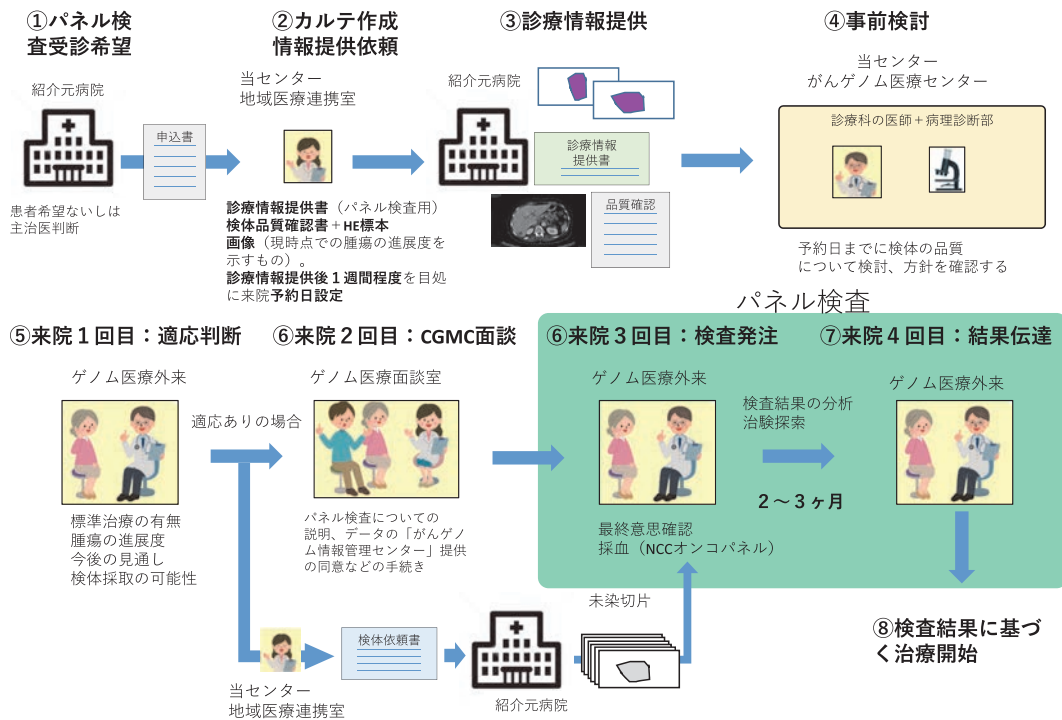 ①パネル検
査受診希望
紹介元病院
申込書
患者希望ないしは
主治医判断
②カルテ作成
情報提供依頼
当センター
地域医療連携室
診療情報提供書（パネル検査用）
検体品質確認書＋HE標本
画像（現時点での腫瘍の進展度を
示すもの）。
診療情報提供後１週間程度を目処
に来院予約日設定
③診療情報提供
紹介元病院
診療情報
提供書
品質確認
④事前検討
当センター
がんゲノム医療センター
診療科の医師＋病理診断部
予約日までに検体の品質
について検討、方針を確認する
パネル検査
⑤来院１回目：適応判断
ゲノム医療外来
適応ありの場合
標準治療の有無
腫瘍の進展度
今後の見通し
検体採取の可能性
⑥来院２回目：CGMC面談
ゲノム医療面談室
パネル検査についての
説明、データの「がんゲ
ノム情報管理センター」提供
の同意などの手続き
⑥来院３回目：検査発注
ゲノム医療外来
最終意思確認
採血（NCCオンコパネル）
検査結果の分析
治験探索
２～３ヶ月
⑦来院４回目：結果伝達
ゲノム医療外来
⑧検査結果に基づ
く治療開始
当センター
地域医療連携室
検体依頼書
紹介元病院
未染切片